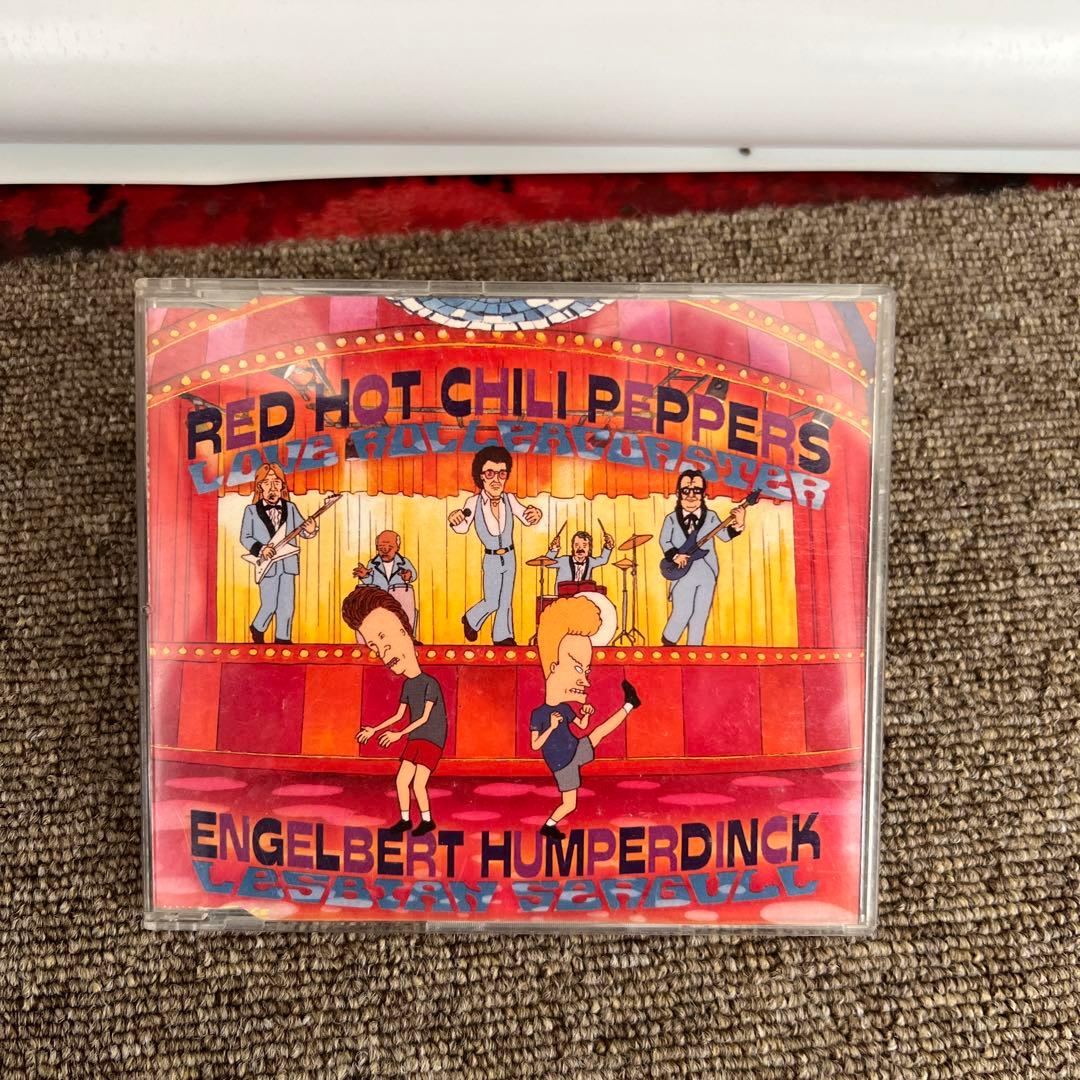 RED HOT CHILI PEPPERS
LOVE ROLLERCOASTER
ENGELBERT HUMPERDINCK
LESBIAN SEAGULL